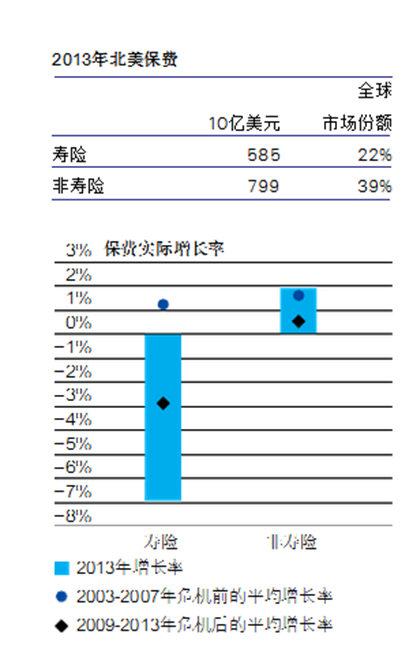 2013年北美保费
全球
10亿美元 市场份额
寿险 585 22%
非寿险 799 39%
3% 保费实际增长率
2%
1%
0%
-1%
-2%
-3%
-4%
-5%
-6%
-7%
-8%
寿险 非寿险
2013年增长率
2003-2007年危机前的平均增长率
2009-2013年危机后的平均增长率